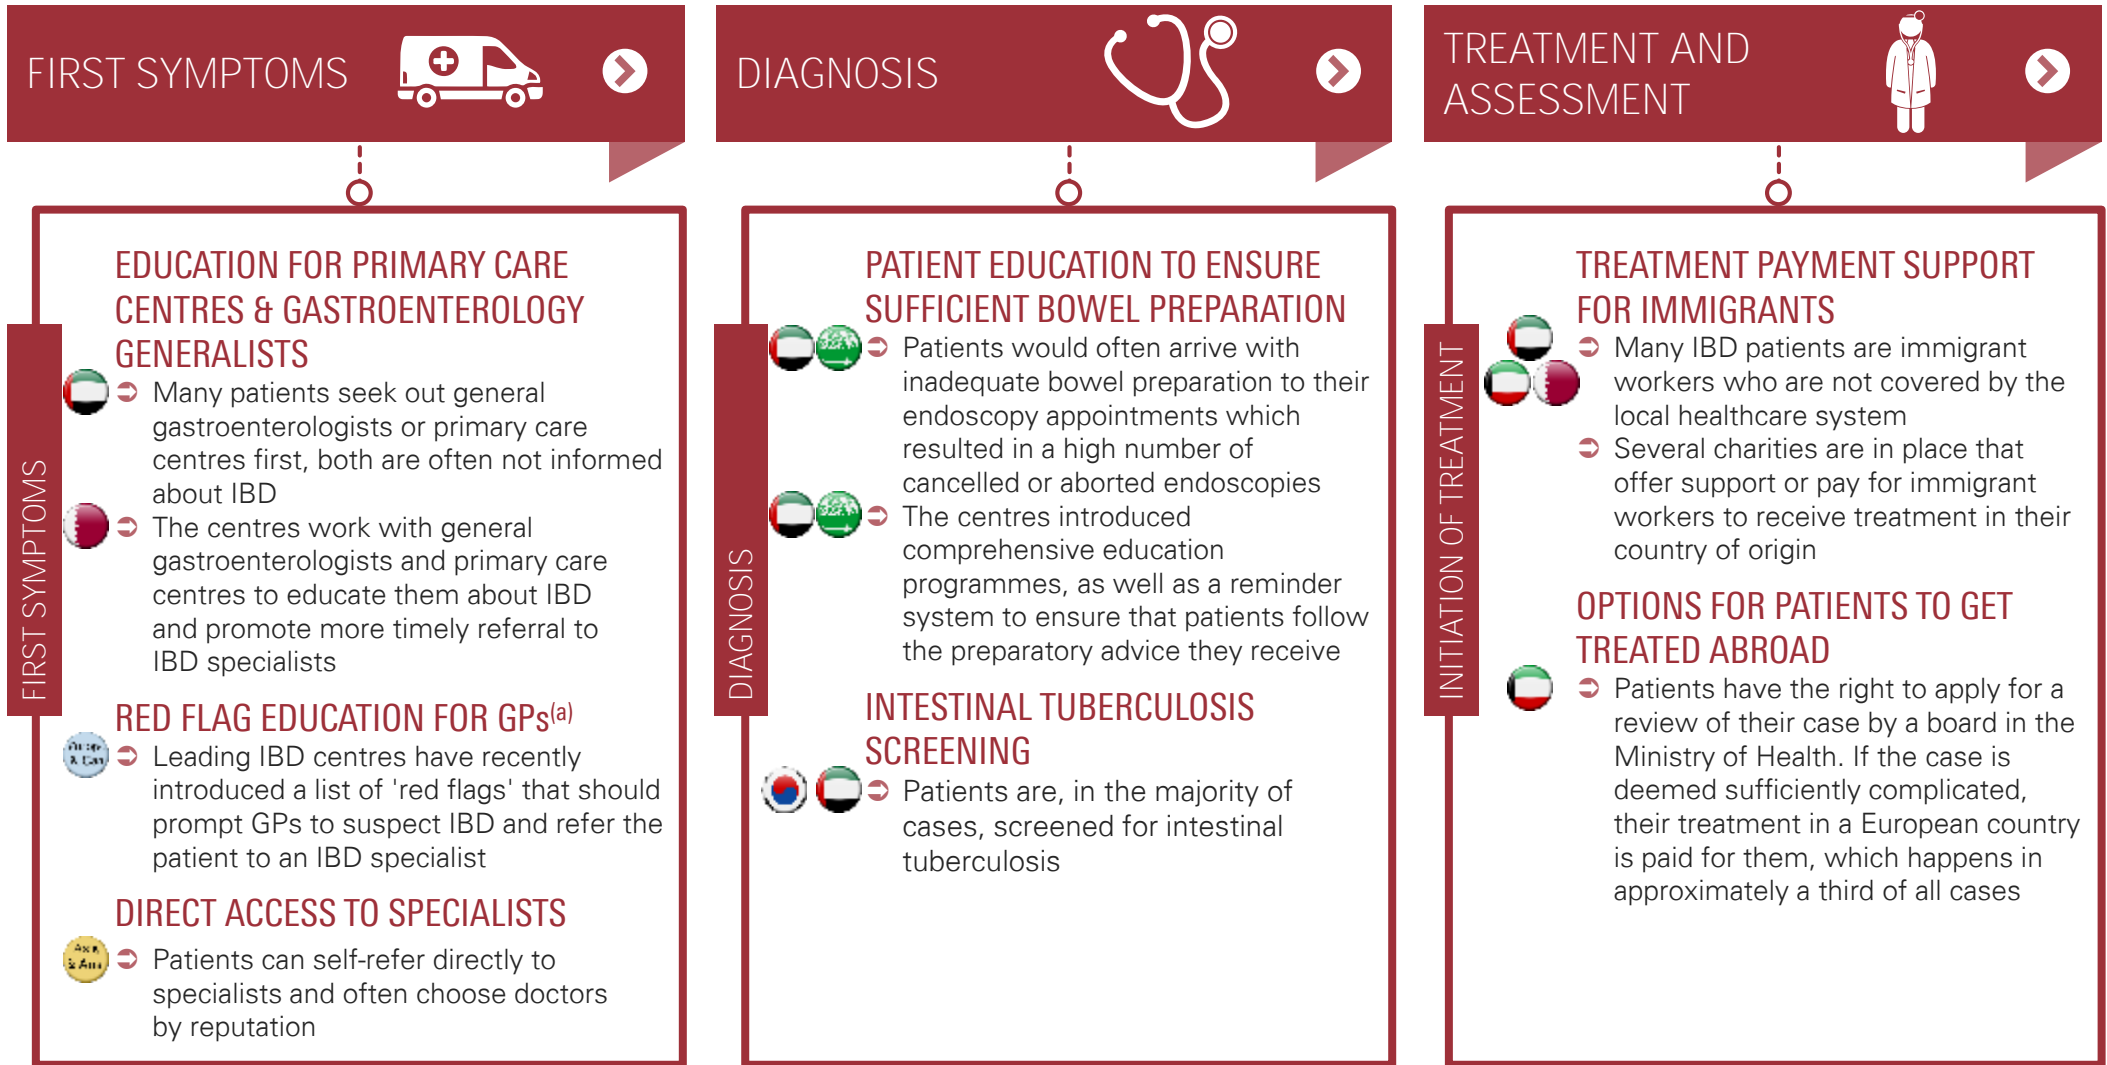 FIRST SYMPTOMS
DIAGNOSIS
TREATMENT AND
ASSESSMENT
FIRST SYMPTOMS
EDUCATION FOR PRIMARY CARE
CENTRES & GASTROENTEROLOGY
GENERALISTS
Many patients seek out general
gastroenterologists or primary care
centres first, both are often not informed
about IBD
The centres work with general
gastroenterologists and primary care
centres to educate them about IBD
and promote more timely referral to
IBD specialists
RED FLAG EDUCATION FOR GPs(a)
Leading IBD centres have recently
introduced a list of 'red flags' that should
prompt GPs to suspect IBD and refer the
patient to an IBD specialist
DIRECT ACCESS TO SPECIALISTS
Patients can self-refer directly to
specialists and often choose doctors
by reputation
DIAGNOSIS
PATIENT EDUCATION TO ENSURE
SUFFICIENT BOWEL PREPARATION
Patients would often arrive with
inadequate bowel preparation to their
endoscopy appointments which
resulted in a high number of
cancelled or aborted endoscopies
The centres introduced
comprehensive education
programmes, as well as a reminder
system to ensure that patients follow
the preparatory advice they receive
INTESTINAL TUBERCULOSIS
SCREENING
Patients are, in the majority of
cases, screened for intestinal
tuberculosis
INITIATION OF TREATMENT
TREATMENT PAYMENT SUPPORT
FOR IMMIGRANTS
Many IBD patients are immigrant
workers who are not covered by the
local healthcare system
Several charities are in place that
offer support or pay for immigrant
workers to receive treatment in their
country of origin
OPTIONS FOR PATIENTS TO GET
TREATED ABROAD
Patients have the right to apply for a
review of their case by a board in the
Ministry of Health. If the case is
deemed sufficiently complicated,
their treatment in a European country
is paid for them, which happens in
approximately a third of all cases